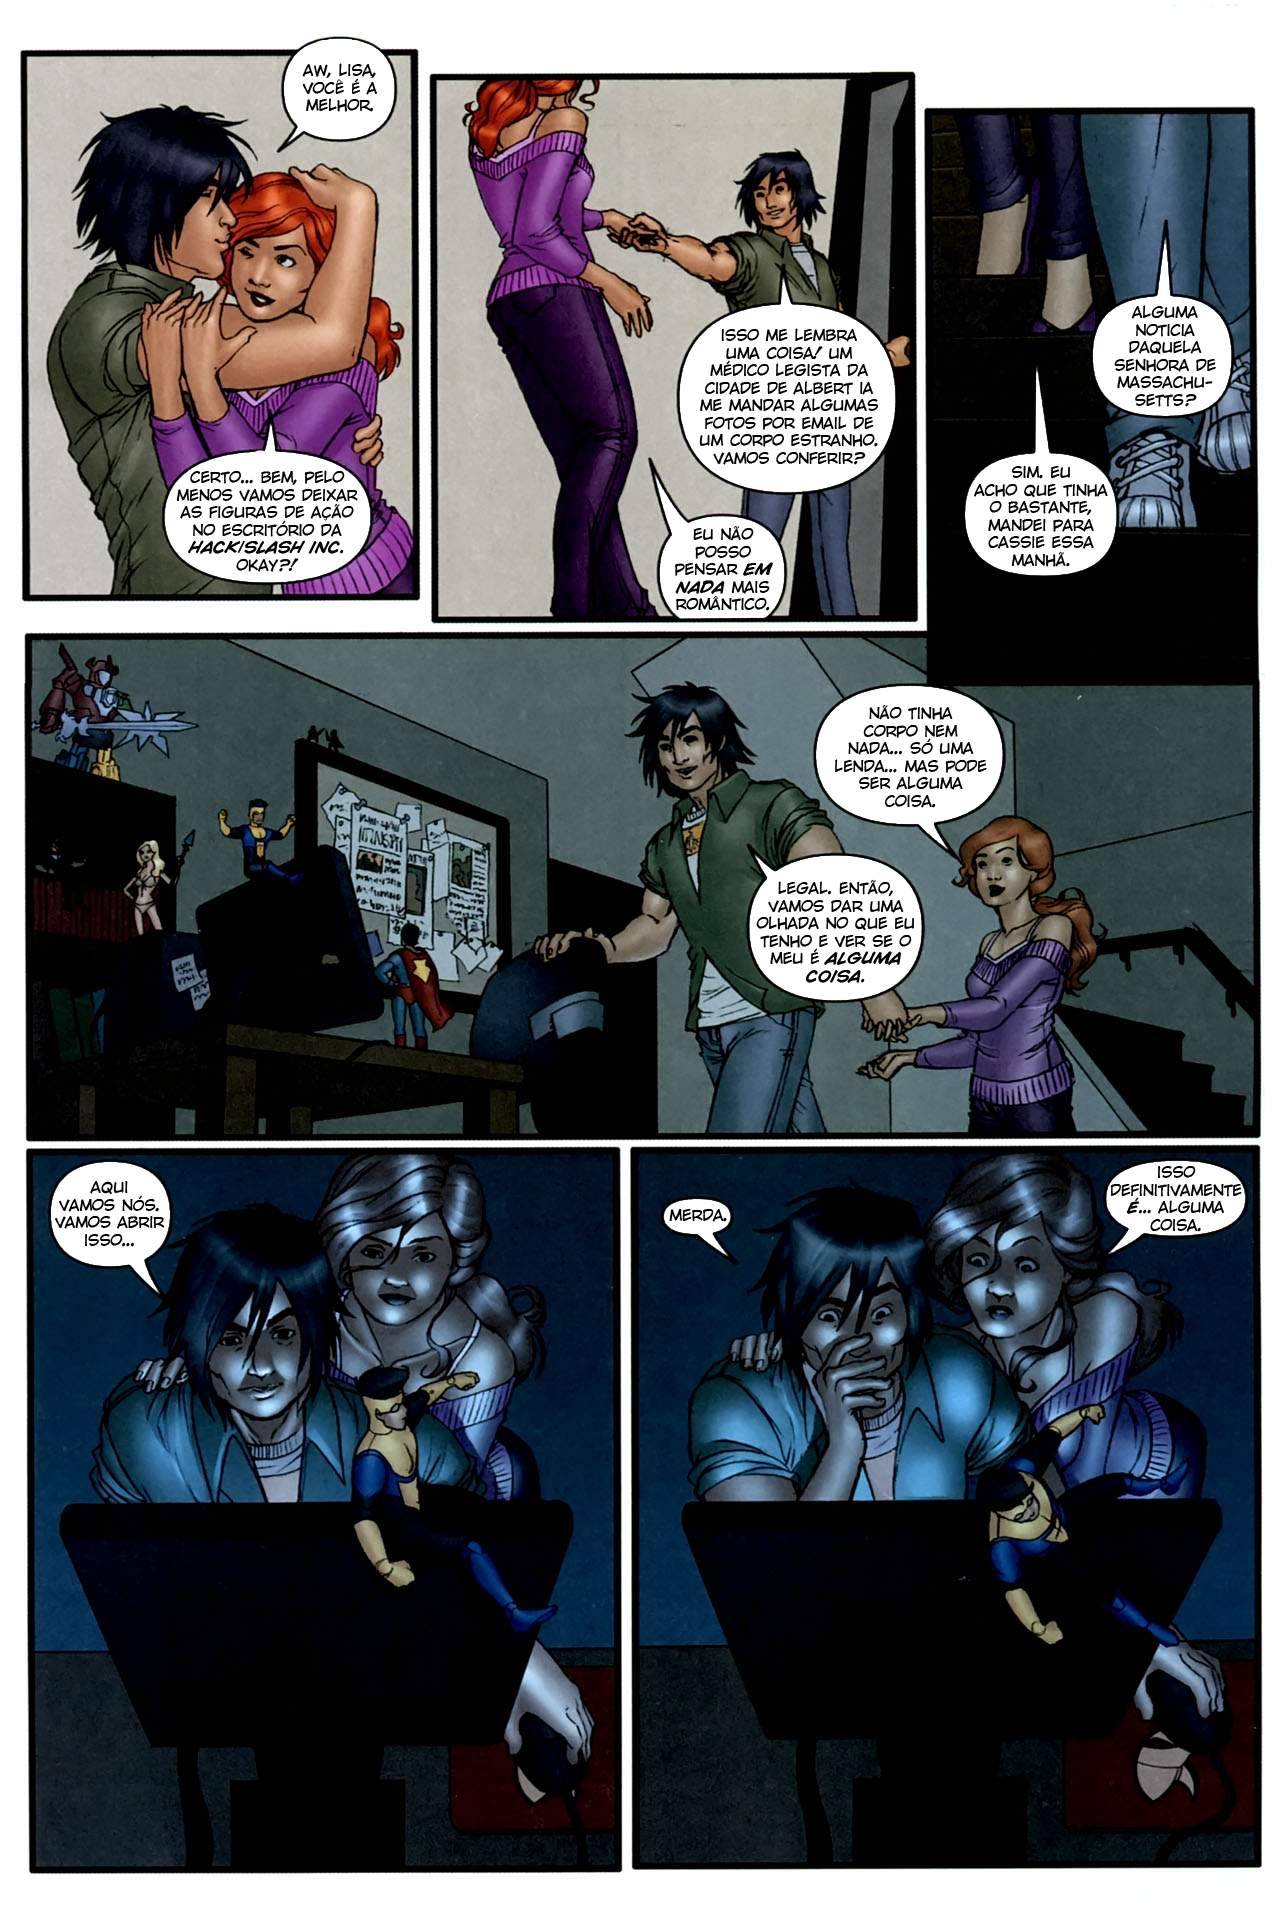 AW, LISA,
VOCÊ É A
MELHOR.
CERTO... BEM, PELO
MENOS VAMOS DEIXAR
AS FIGURAS DE AÇÃO
NO ESCRITÓRIO DA
HACK/SLASH INC.
OKAY?!
ISSO ME LEMBRA
UMA COISA! UM
MÉDICO LEGISTA DA
CIDADE DE ALBERT IA
ME MANDAR ALGUMAS
FOTOS POR EMAIL DE
UM CORPO ESTRANHO.
VAMOS CONFERIR?
EU NÃO
POSSO
PENSAR EM
NADA MAIS
ROMÂNTICO.
ALGUMA
NOTICIA
DAQUELA
SENHORA DE
MASSACHU-
SETTS?
SIM. EU
ACHO QUE TINHA
O BASTANTE,
MANDEI PARA
CASSIE ESSA
MANHÃ.
NÃO TINHA
CORPO NEM
NADA... SÓ UMA
LENDA... MAS PODE
SER ALGUMA
COISA.
LEGAL. ENTÃO,
VAMOS DAR UMA
OLHADA NO QUE EU
TENHO E VER SE O
MEU É ALGUMA
COISA.
AQUI
VAMOS NÓS.
VAMOS ABRIR
ISSO...
MERDA.
ISSO
DEFINITIVAMENTE
É... ALGUMA
COISA.